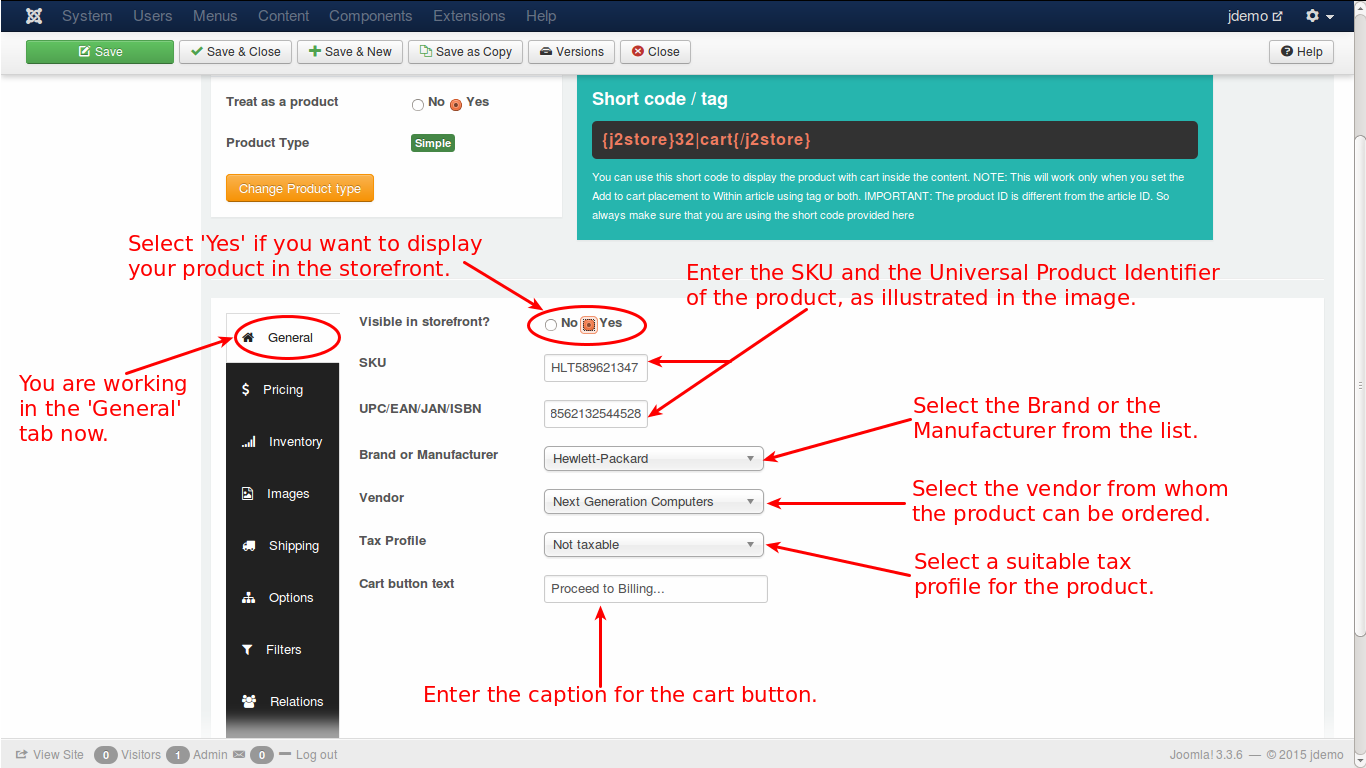 System Users Menus Content Components Extensions Help jdemo
Save Save & Close Save & New Save as Copy Versions Close Help
Treat as a product No Yes
Product Type Simple
Change Product type
Short code / tag
{j2store}32|cart{/j2store}
You can use this short code to display the product with cart inside the content. NOTE: This will work only when you set the
Add to cart placement to Within article using tag or both. IMPORTANT: The product ID is different from the article ID. So
always make sure that you are using the short code provided here
Select 'Yes' if you want to display
your product in the storefront.
Enter the SKU and the Universal Product Identifier
of the product, as illustrated in the image.
You are working
in the 'General'
tab now.
General
Pricing
Inventory
Images
Shipping
Options
Filters
Relations
Visible in storefront? No Yes
SKU HLT589621347
UPC/EAN/JAN/ISBN 8562132544528
Brand or Manufacturer Hewlett-Packard
Vendor Next Generation Computers
Tax Profile Not taxable
Cart button text Proceed to Billing...
Select the Brand or the
Manufacturer from the list.
Select the vendor from whom
the product can be ordered.
Select a suitable tax
profile for the product.
Enter the caption for the cart button.
View Site 0 Visitors 1 Admin 0 Log out Joomla! 3.3.6 — © 2015 jdemo